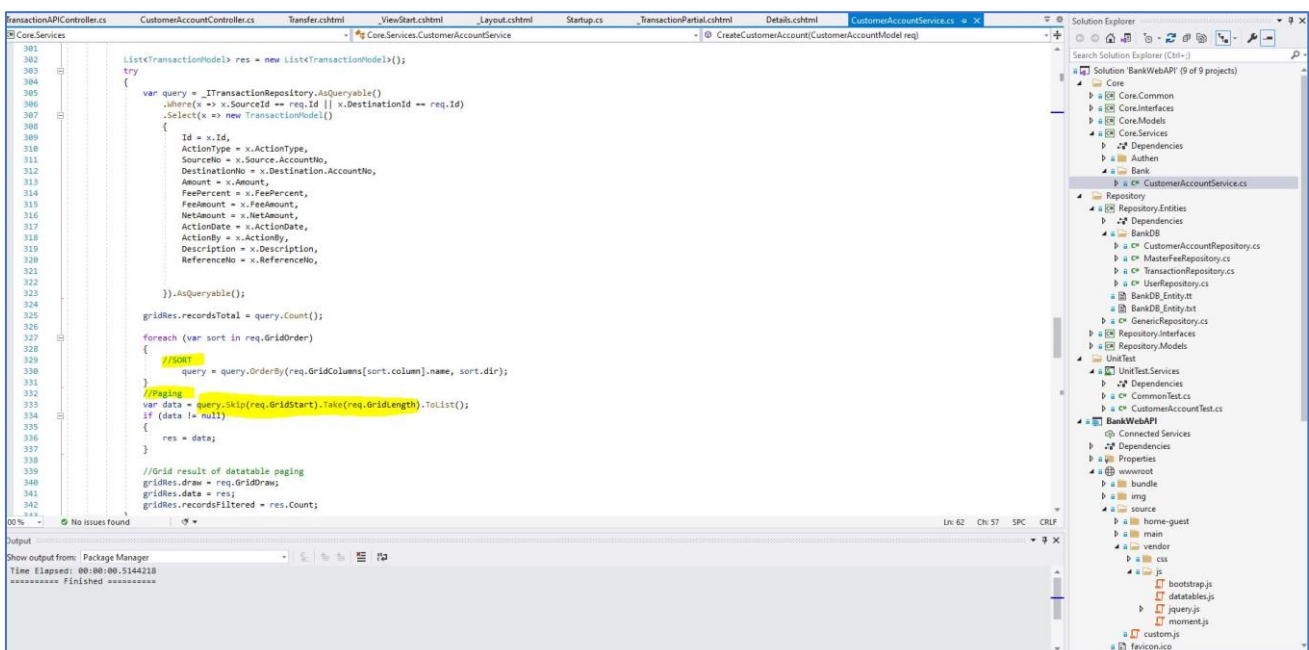 TransactionAPIController.cs CustomerAccountController.cs Transfer.cshtml _ViewStart.cshtml _Layout.cshtml Startup.cs _TransactionPartial.cshtml Details.cshtml CustomerAccountService.cs
Core.Services Core.Services.CustomerAccountService CreateCustomerAccount(CustomerAccountModel req)
301
302 List<TransactionModel> res = new List<TransactionModel>();
303 try
304 {
305 var query = _ITransactionRepository.AsQueryable()
306 .Where(x => x.SourceId == req.Id || x.DestinationId == req.Id)
307 .Select(x => new TransactionModel()
308 {
309 Id = x.Id,
310 ActionType = x.ActionType,
311 SourceNo = x.Source.AccountNo,
312 DestinationNo = x.Destination.AccountNo,
313 Amount = x.Amount,
314 FeePercent = x.FeePercent,
315 FeeAmount = x.FeeAmount,
316 NetAmount = x.NetAmount,
317 ActionDate = x.ActionDate,
318 ActionBy = x.ActionBy,
319 Description = x.Description,
320 ReferenceNo = x.ReferenceNo,
321
322
323 }).AsQueryable();
324
325 gridRes.recordsTotal = query.Count();
326
327 foreach (var sort in req.GridOrder)
328 {
329 //SORT
330 query = query.OrderBy(req.GridColumns[sort.column].name, sort.dir);
331 }
332 //Paging
333 var data = query.Skip(req.GridStart).Take(req.GridLength).ToList();
334 if (data != null)
335 {
336 res = data;
337 }
338
339 //Grid result of datatable paging
340 gridRes.draw = req.GridDraw;
341 gridRes.data = res;
342 gridRes.recordsFiltered = res.Count;
00 % No issues found Ln: 62 Ch: 57 SPC CRLF
Output
Show output from: Package Manager
Time Elapsed: 00:00:00.5144218
========== Finished ==========
Solution Explorer
Search Solution Explorer (Ctrl+;)
Solution 'BankWebAPI' (9 of 9 projects)
Core
Core.Common
Core.Interfaces
Core.Models
Core.Services
Dependencies
Authen
Bank
CustomerAccountService.cs
Repository
Repository.Entities
Dependencies
BankDB
CustomerAccountRepository.cs
MasterFeeRepository.cs
TransactionRepository.cs
UserRepository.cs
BankDB_Entity.tt
BankDB_Entity.txt
GenericRepository.cs
Repository.Interfaces
Repository.Models
UnitTest
UnitTest.Services
Dependencies
CommonTest.cs
CustomerAccountTest.cs
BankWebAPI
Connected Services
Dependencies
Properties
wwwroot
bundle
img
source
home-guest
main
vendor
css
js
bootstrap.js
datatables.js
jquery.js
moment.js
custom.js
favicon.ico